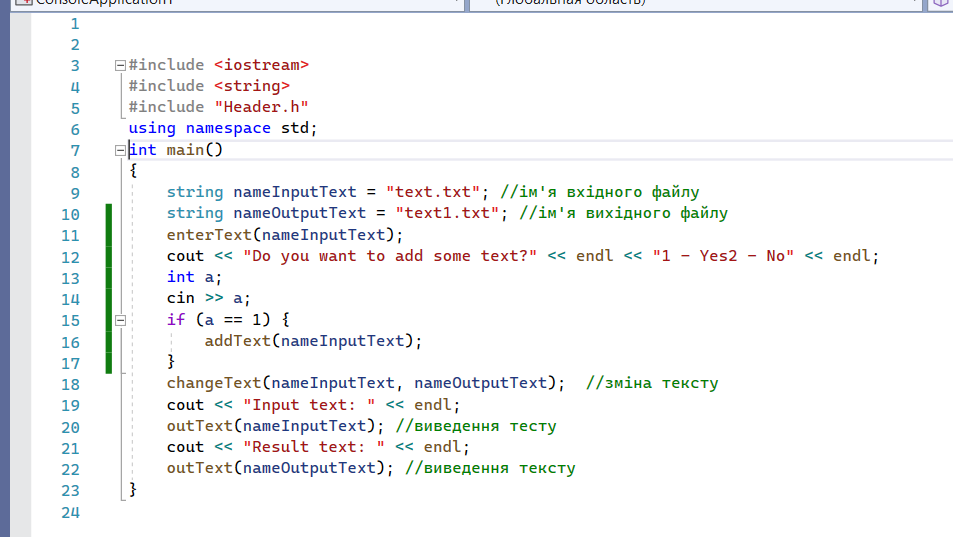 ConsoleApplication1 (Глобальная область)
1
2
3 #include <iostream>
4 #include <string>
5 #include "Header.h"
6 using namespace std;
7 int main()
8 {
9 string nameInputText = "text.txt"; //ім'я вхідного файлу
10 string nameOutputText = "text1.txt"; //ім'я вихідного файлу
11 enterText(nameInputText);
12 cout << "Do you want to add some text?" << endl << "1 - Yes2 - No" << endl;
13 int a;
14 cin >> a;
15 if (a == 1) {
16 addText(nameInputText);
17 }
18 changeText(nameInputText, nameOutputText); //зміна тексту
19 cout << "Input text: " << endl;
20 outText(nameInputText); //виведення тесту
21 cout << "Result text: " << endl;
22 outText(nameOutputText); //виведення тексту
23 }
24